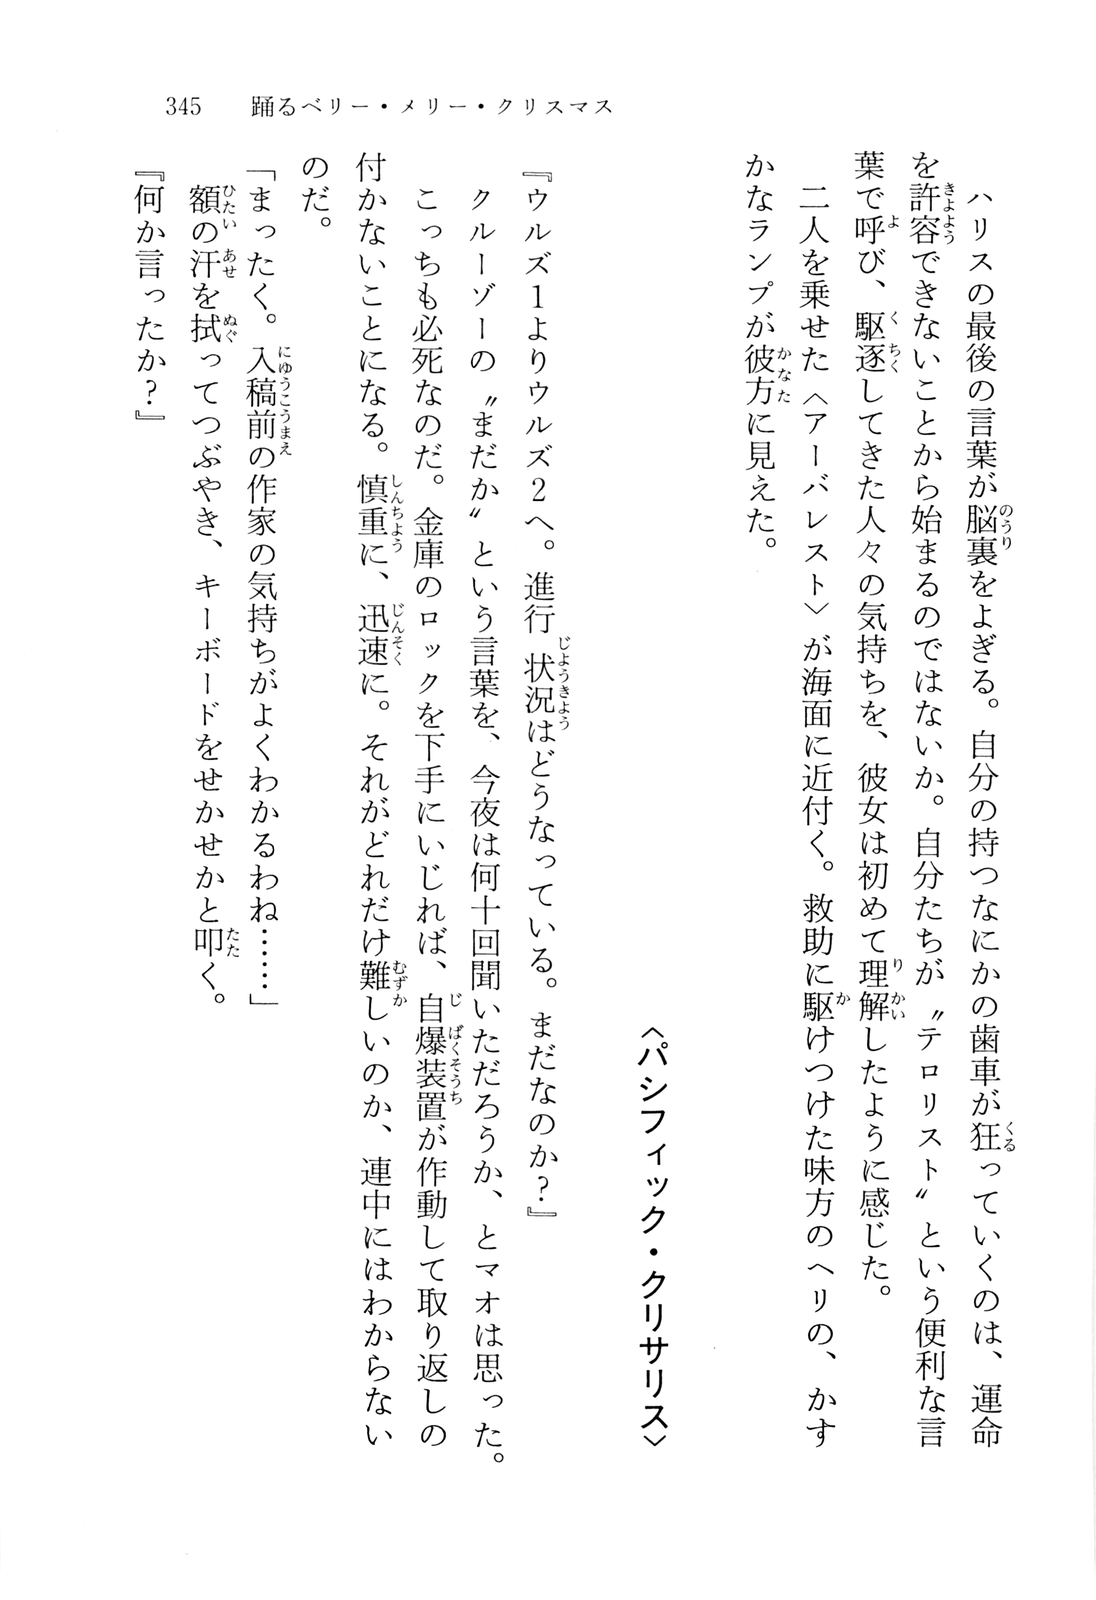 345 踊るベリー・メリー・クリスマス
ハリスの最後の言葉が脳裏をよぎる。自分の持つなにかの歯車が狂っていくのは、運命
を許容できないことから始まるのではないか。自分たちが〝テロリスト〟という便利な言
葉で呼び、駆逐してきた人々の気持ちを、彼女は初めて理解したように感じた。
二人を乗せた〈アーバレスト〉が海面に近付く。救助に駆けつけた味方のヘリの、かす
かなランプが彼方に見えた。
〈パシフィック・クリサリス〉
『ウルズ1よりウルズ2へ。進行状況はどうなっている。まだなのか?』
クルーゾーの〝まだか〟という言葉を、今夜は何十回聞いただろうか、とマオは思った。
こっちも必死なのだ。金庫のロックを下手にいじれば、自爆装置が作動して取り返しの
付かないことになる。慎重に、迅速に。それがどれだけ難しいのか、連中にはわからない
のだ。
「まったく。入稿前の作家の気持ちがよくわかるわね……」
額の汗を拭ってつぶやき、キーボードをせかせかと叩く。
『何か言ったか?』